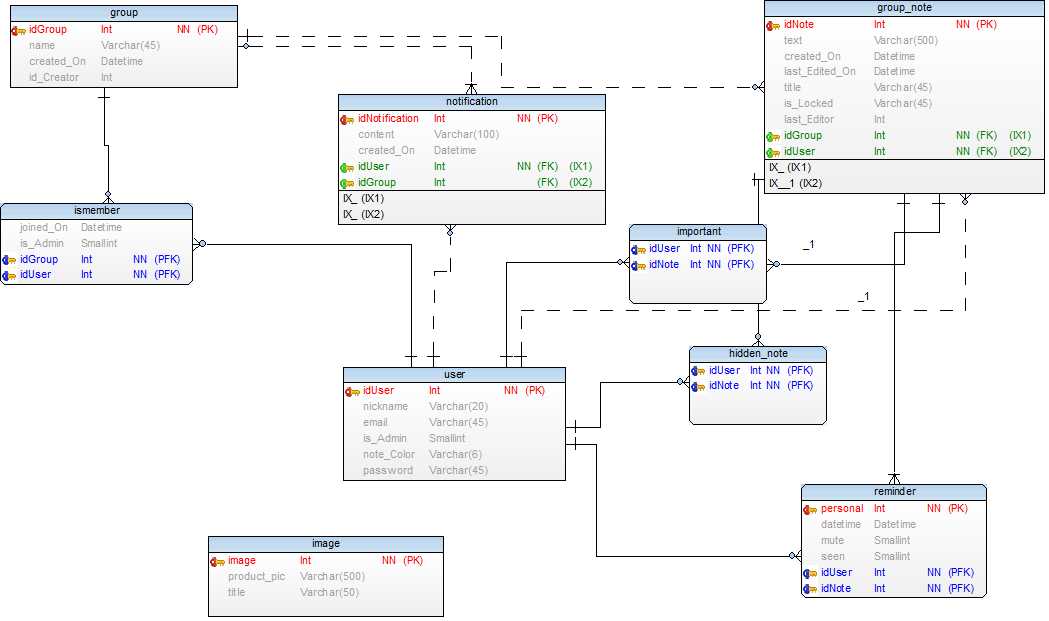 group
idGroup Int NN (PK)
name Varchar(45)
created_On Datetime
id_Creator Int
group_note
idNote Int NN (PK)
text Varchar(500)
created_On Datetime
last_Edited_On Datetime
title Varchar(45)
is_Locked Varchar(45)
last_Editor Int
idGroup Int NN (FK) (IX1)
idUser Int NN (FK) (IX2)
IX_ (IX1)
IX__1 (IX2)
notification
idNotification Int NN (PK)
content Varchar(100)
created_On Datetime
idUser Int NN (FK) (IX1)
idGroup Int (FK) (IX2)
IX_ (IX1)
IX_ (IX2)
ismember
joined_On Datetime
is_Admin Smallint
idGroup Int NN (PFK)
idUser Int NN (PFK)
important
idUser Int NN (PFK)
idNote Int NN (PFK)
_1
_1
hidden_note
idUser Int NN (PFK)
idNote Int NN (PFK)
user
idUser Int NN (PK)
nickname Varchar(20)
email Varchar(45)
is_Admin Smallint
note_Color Varchar(6)
password Varchar(45)
reminder
personal Int NN (PK)
datetime Datetime
mute Smallint
seen Smallint
idUser Int NN (PFK)
idNote Int NN (PFK)
image
image Int NN (PK)
product_pic Varchar(500)
title Varchar(50)